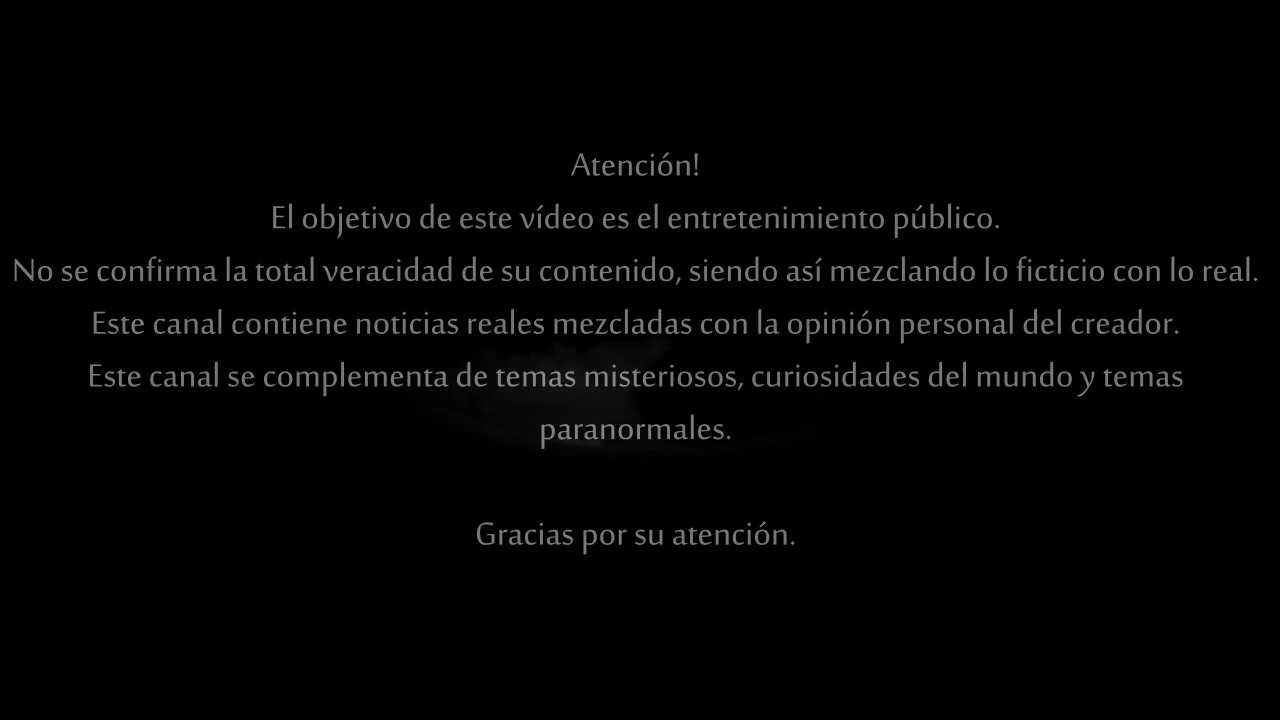 Atención!
El objetivo de este vídeo es el entretenimiento público.
No se confirma la total veracidad de su contenido, siendo así mezclando lo ficticio con lo real.
Este canal contiene noticias reales mezcladas con la opinión personal del creador.
Este canal se complementa de temas misteriosos, curiosidades del mundo y temas
paranormales.
Gracias por su atención.